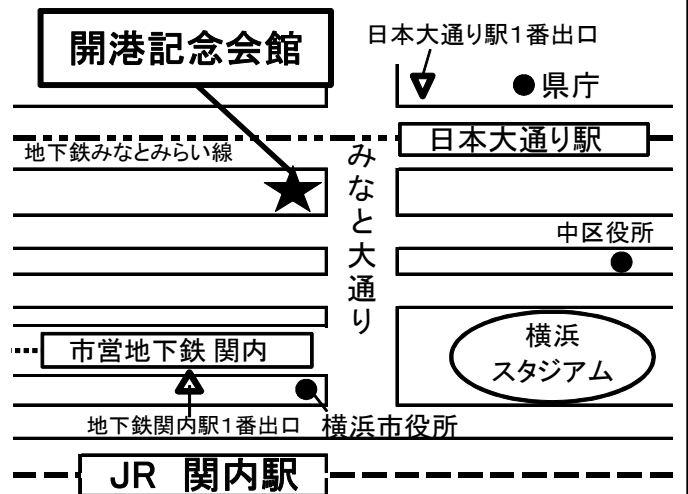 開港記念会館
日本大通り駅１番出口
県庁
日本大通り駅
地下鉄みなとみらい線
みなと大通り
中区役所
市営地下鉄 関内
横浜
スタジアム
地下鉄関内駅１番出口
横浜市役所
JR 関内駅